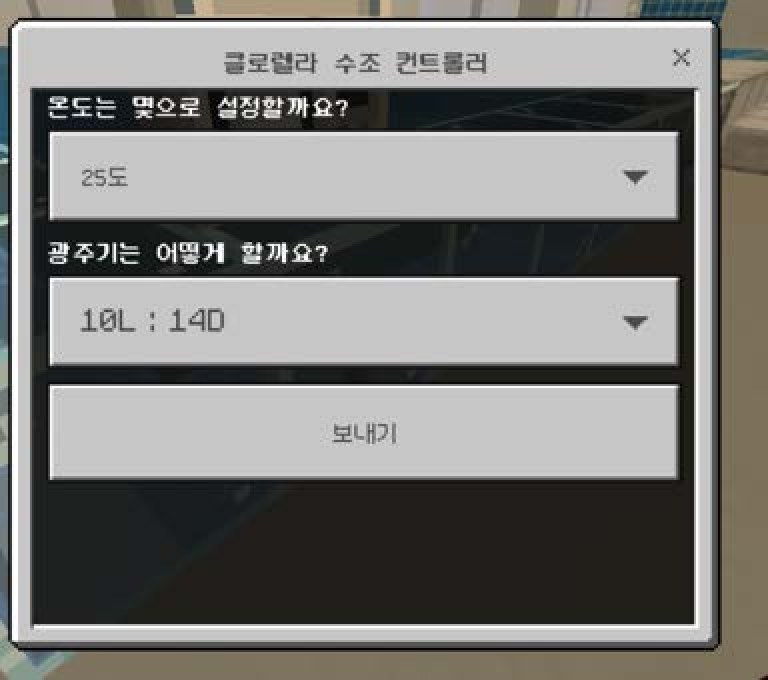 클로렐라 수조 컨트롤러
온도는 몇으로 설정할까요?
25도
광주기는 어떻게 할까요?
10L : 14D
보내기